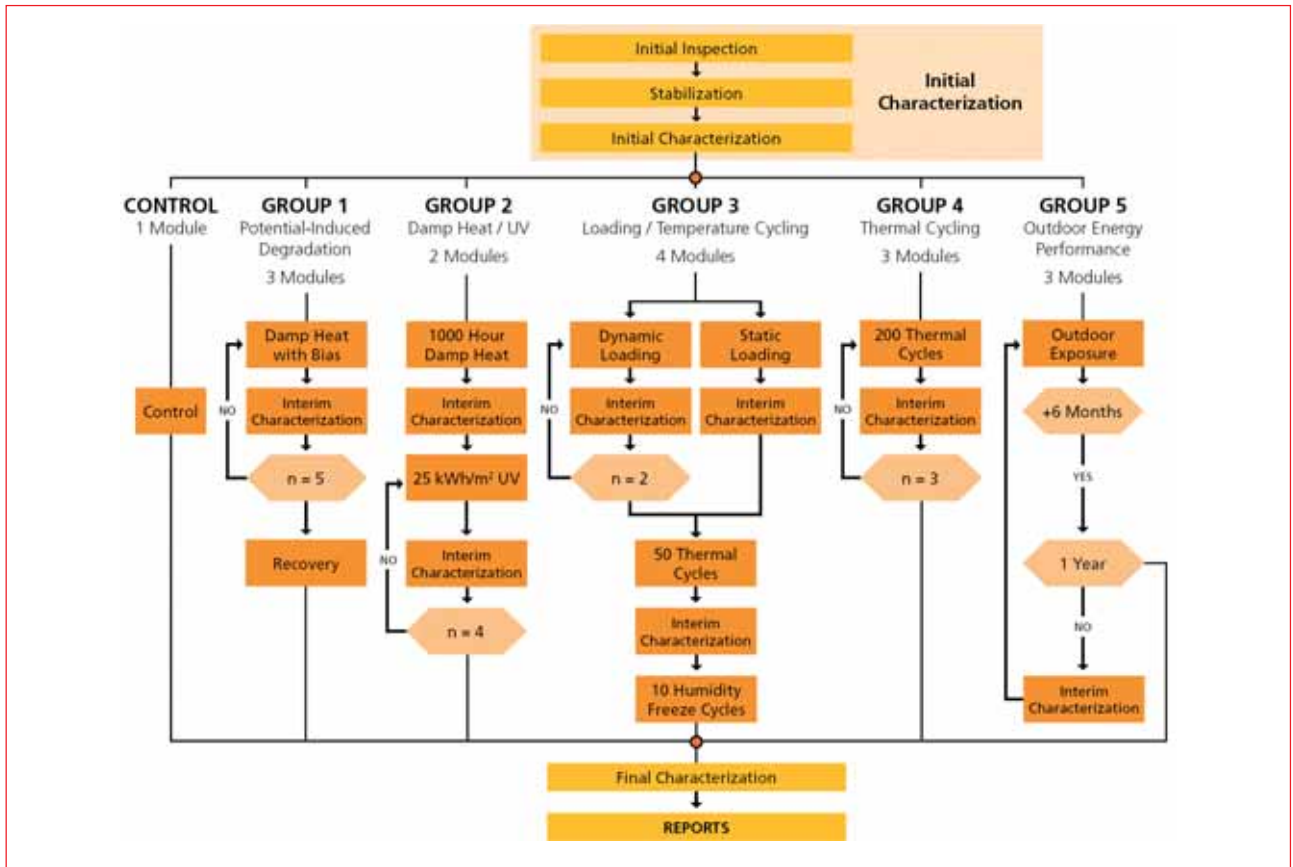 Initial Inspection
Stabilization
Initial Characterization
Initial
Characterization
CONTROL
1 Module
GROUP 1
Potential-Induced
Degradation
3 Modules
GROUP 2
Damp Heat / UV
2 Modules
GROUP 3
Loading / Temperature Cycling
4 Modules
GROUP 4
Thermal Cycling
3 Modules
GROUP 5
Outdoor Energy
Performance
3 Modules
Control
Damp Heat
with Bias
Interim
Characterization
NO
n = 5
Recovery
1000 Hour
Damp Heat
Interim
Characterization
25 kWh/m² UV
NO
Interim
Characterization
n = 4
Dynamic
Loading
Interim
Characterization
NO
n = 2
Static
Loading
Interim
Characterization
50 Thermal
Cycles
Interim
Characterization
10 Humidity
Freeze Cycles
200 Thermal
Cycles
Interim
Characterization
NO
n = 3
Outdoor
Exposure
+6 Months
YES
1 Year
NO
Interim
Characterization
Final Characterization
REPORTS